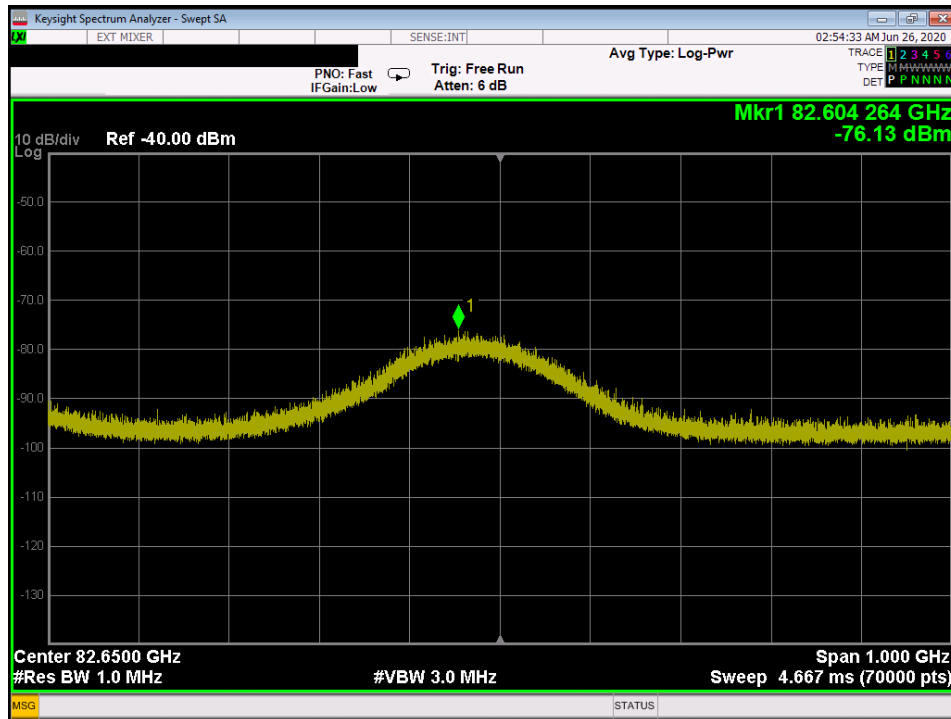 Keysight Spectrum Analyzer - Swept SA
LXI EXT MIXER SENSE:INT 02:54:33 AM Jun 26, 2020
PNO: Fast
IFGain:Low
Trig: Free Run
Atten: 6 dB
Avg Type: Log-Pwr
TRACE 1 2 3 4 5 6
TYPE M M W W W W
DET P P N N N N
Mkr1 82.604 264 GHz
-76.13 dBm
10 dB/div Ref -40.00 dBm
Log
1
-50.0
-60.0
-70.0
-80.0
-90.0
-100
-110
-120
-130
Center 82.6500 GHz Span 1.000 GHz
#Res BW 1.0 MHz #VBW 3.0 MHz Sweep 4.667 ms (70000 pts)
MSG STATUS